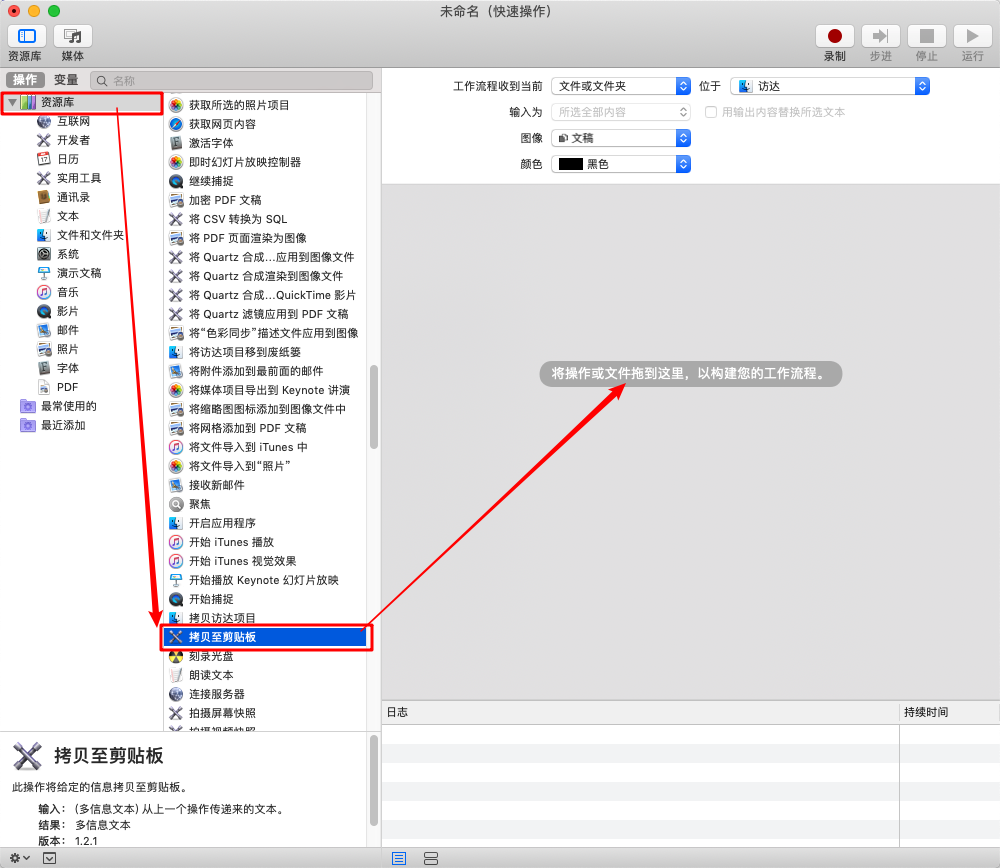 未命名（快速操作）
资源库
媒体
录制
步进
停止
运行
操作
变量
名称
资源库
互联网
开发者
日历
17
实用工具
通讯录
文本
文件和文件夹
系统
演示文稿
音乐
影片
邮件
照片
字体
PDF
最常使用的
最近添加
获取所选的照片项目
获取网页内容
激活字体
即时幻灯片放映控制器
继续捕捉
加密 PDF 文稿
将 CSV 转换为 SQL
将 PDF 页面渲染为图像
将 Quartz 合成…应用到图像文件
将 Quartz 合成渲染到图像文件
将 Quartz 合成…QuickTime 影片
将 Quartz 滤镜应用到 PDF 文稿
将“色彩同步”描述文件应用到图像
将访达项目移到废纸篓
将附件添加到最前面的邮件
将媒体项目导出到 Keynote 讲演
将缩略图图标添加到图像文件中
将网格添加到 PDF 文稿
将文件导入到 iTunes 中
将文件导入到“照片”
接收新邮件
聚焦
开启应用程序
开始 iTunes 播放
开始 iTunes 视觉效果
开始播放 Keynote 幻灯片放映
开始捕捉
拷贝访达项目
拷贝至剪贴板
刻录光盘
朗读文本
连接服务器
拍摄屏幕快照
拍摄视频快照
拷贝至剪贴板
此操作将给定的信息拷贝至剪贴板。
输入： (多信息文本) 从上一个操作传递来的文本。
结果： 多信息文本
版本： 1.2.1
工作流程收到当前 文件或文件夹 位于 访达
输入为 所选全部内容 用输出内容替换所选文本
图像 文稿
颜色 黑色
将操作或文件拖到这里，以构建您的工作流程。
日志
持续时间